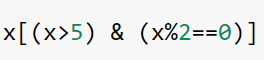 x[(x>5) & (x%2==0)]